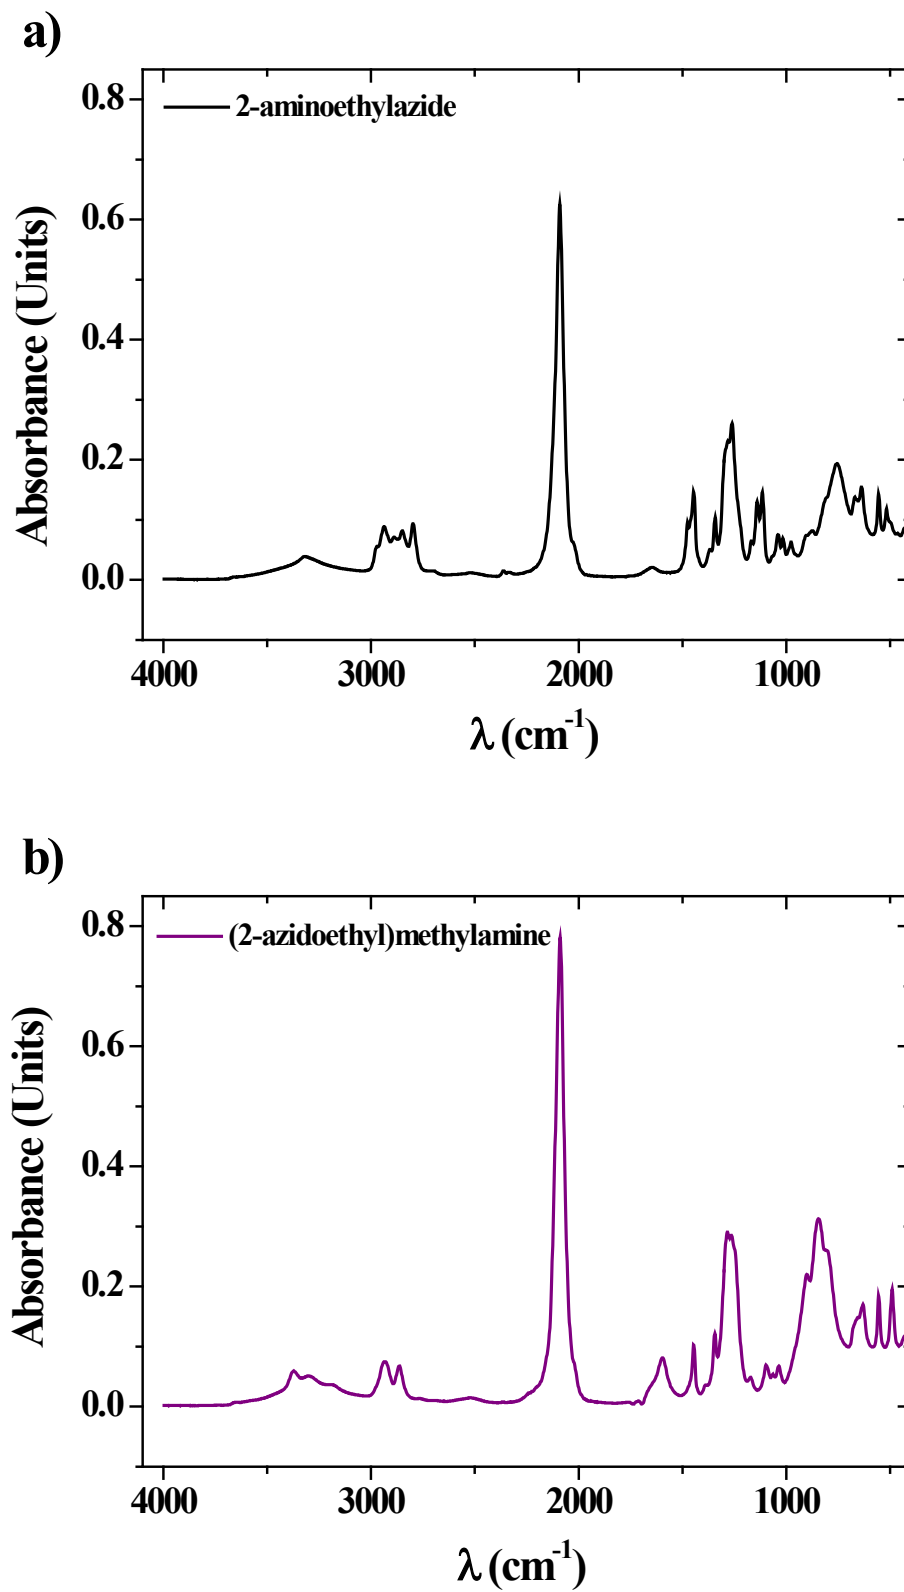 a)
2-aminoethylazide
Absorbance (Units)
0.8
0.6
0.4
0.2
0.0
4000 3000 2000 1000
λ (cm-1)
b)
(2-azidoethyl)methylamine
Absorbance (Units)
0.8
0.6
0.4
0.2
0.0
4000 3000 2000 1000
λ (cm-1)